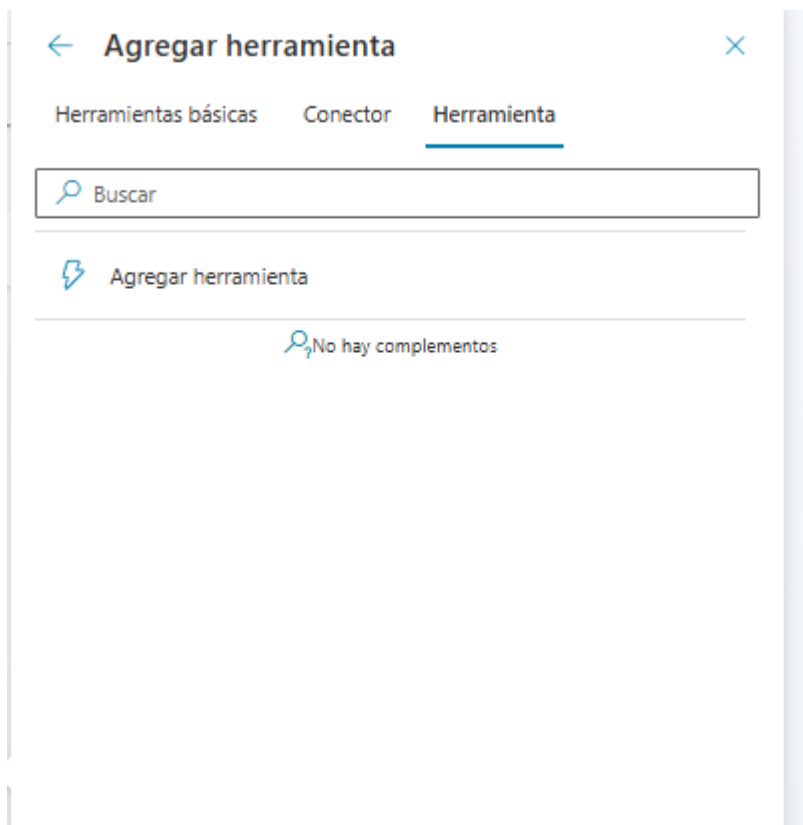 Agregar herramienta
Herramientas básicas Conector Herramienta
Buscar
Agregar herramienta
No hay complementos